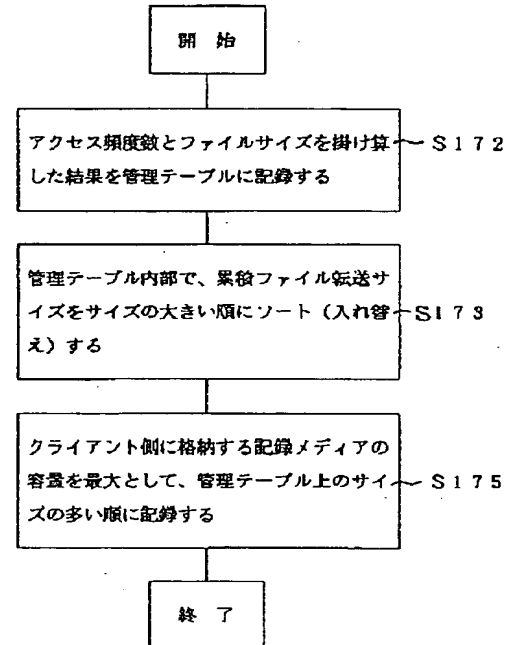 開 始
アクセス頻度数とファイルサイズを掛け算
した結果を管理テーブルに記録する
S172
管理テーブル内部で、累積ファイル転送サ
イズをサイズの大きい順にソート（入れ替
え）する
S173
クライアント側に格納する記録メディアの
容量を最大として、管理テーブル上のサイ
ズの多い順に記録する
S175
終 了